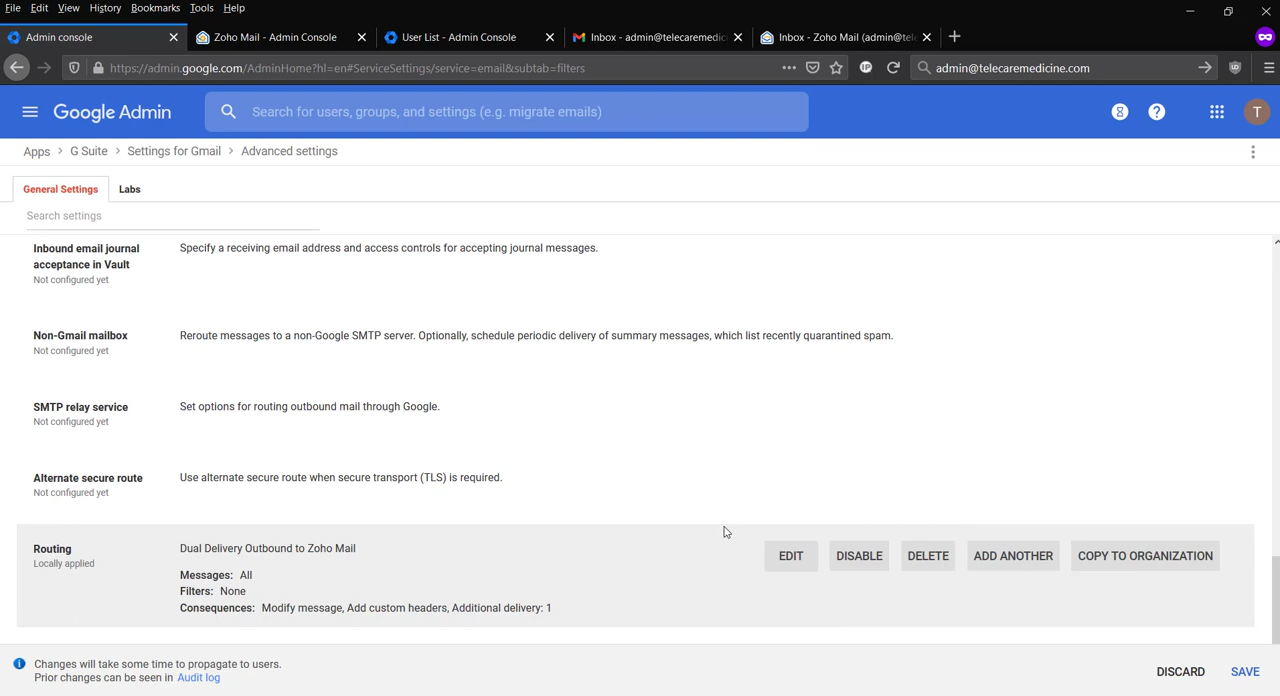 File Edit View History Bookmarks Tools Help
Admin console
Zoho Mail - Admin Console
User List - Admin Console
Inbox - admin@telecaremedic
Inbox - Zoho Mail (admin@tele
https://admin.google.com/AdminHome?hl=en#ServiceSettings/service=email&subtab=filters
admin@telecaremedicine.com
Google Admin
Search for users, groups, and settings (e.g. migrate emails)
T
Apps > G Suite > Settings for Gmail > Advanced settings
General Settings Labs
Search settings
Inbound email journal
acceptance in Vault
Not configured yet
Specify a receiving email address and access controls for accepting journal messages.
Non-Gmail mailbox
Not configured yet
Reroute messages to a non-Google SMTP server. Optionally, schedule periodic delivery of summary messages, which list recently quarantined spam.
SMTP relay service
Not configured yet
Set options for routing outbound mail through Google.
Alternate secure route
Not configured yet
Use alternate secure route when secure transport (TLS) is required.
Routing
Locally applied
Dual Delivery Outbound to Zoho Mail
Messages: All
Filters: None
Consequences: Modify message, Add custom headers, Additional delivery: 1
EDIT DISABLE DELETE ADD ANOTHER COPY TO ORGANIZATION
Changes will take some time to propagate to users.
Prior changes can be seen in Audit log
DISCARD SAVE